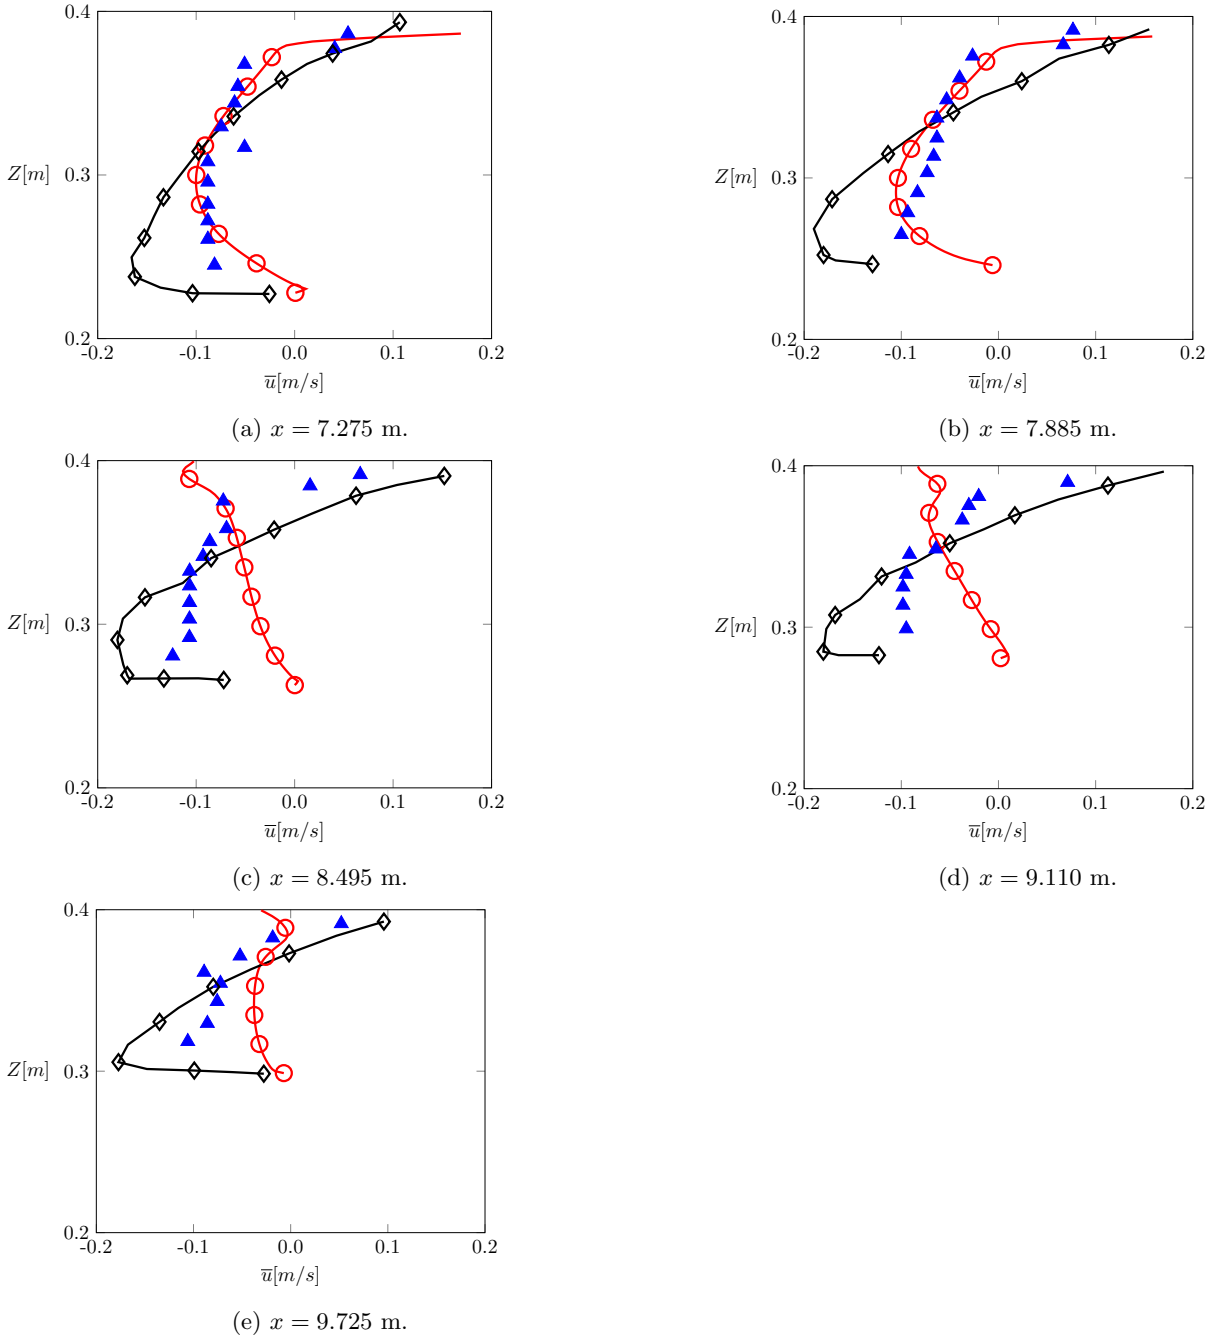 0.4
Z[m] 0.3
0.2
-0.2 -0.1 0.0 0.1 0.2
u̅[m/s]
(a) x = 7.275 m.
0.4
Z[m] 0.3
0.2
-0.2 -0.1 0.0 0.1 0.2
u̅[m/s]
(b) x = 7.885 m.
0.4
Z[m] 0.3
0.2
-0.2 -0.1 0.0 0.1 0.2
u̅[m/s]
(c) x = 8.495 m.
0.4
Z[m] 0.3
0.2
-0.2 -0.1 0.0 0.1 0.2
u̅[m/s]
(d) x = 9.110 m.
0.4
Z[m] 0.3
0.2
-0.2 -0.1 0.0 0.1 0.2
u̅[m/s]
(e) x = 9.725 m.